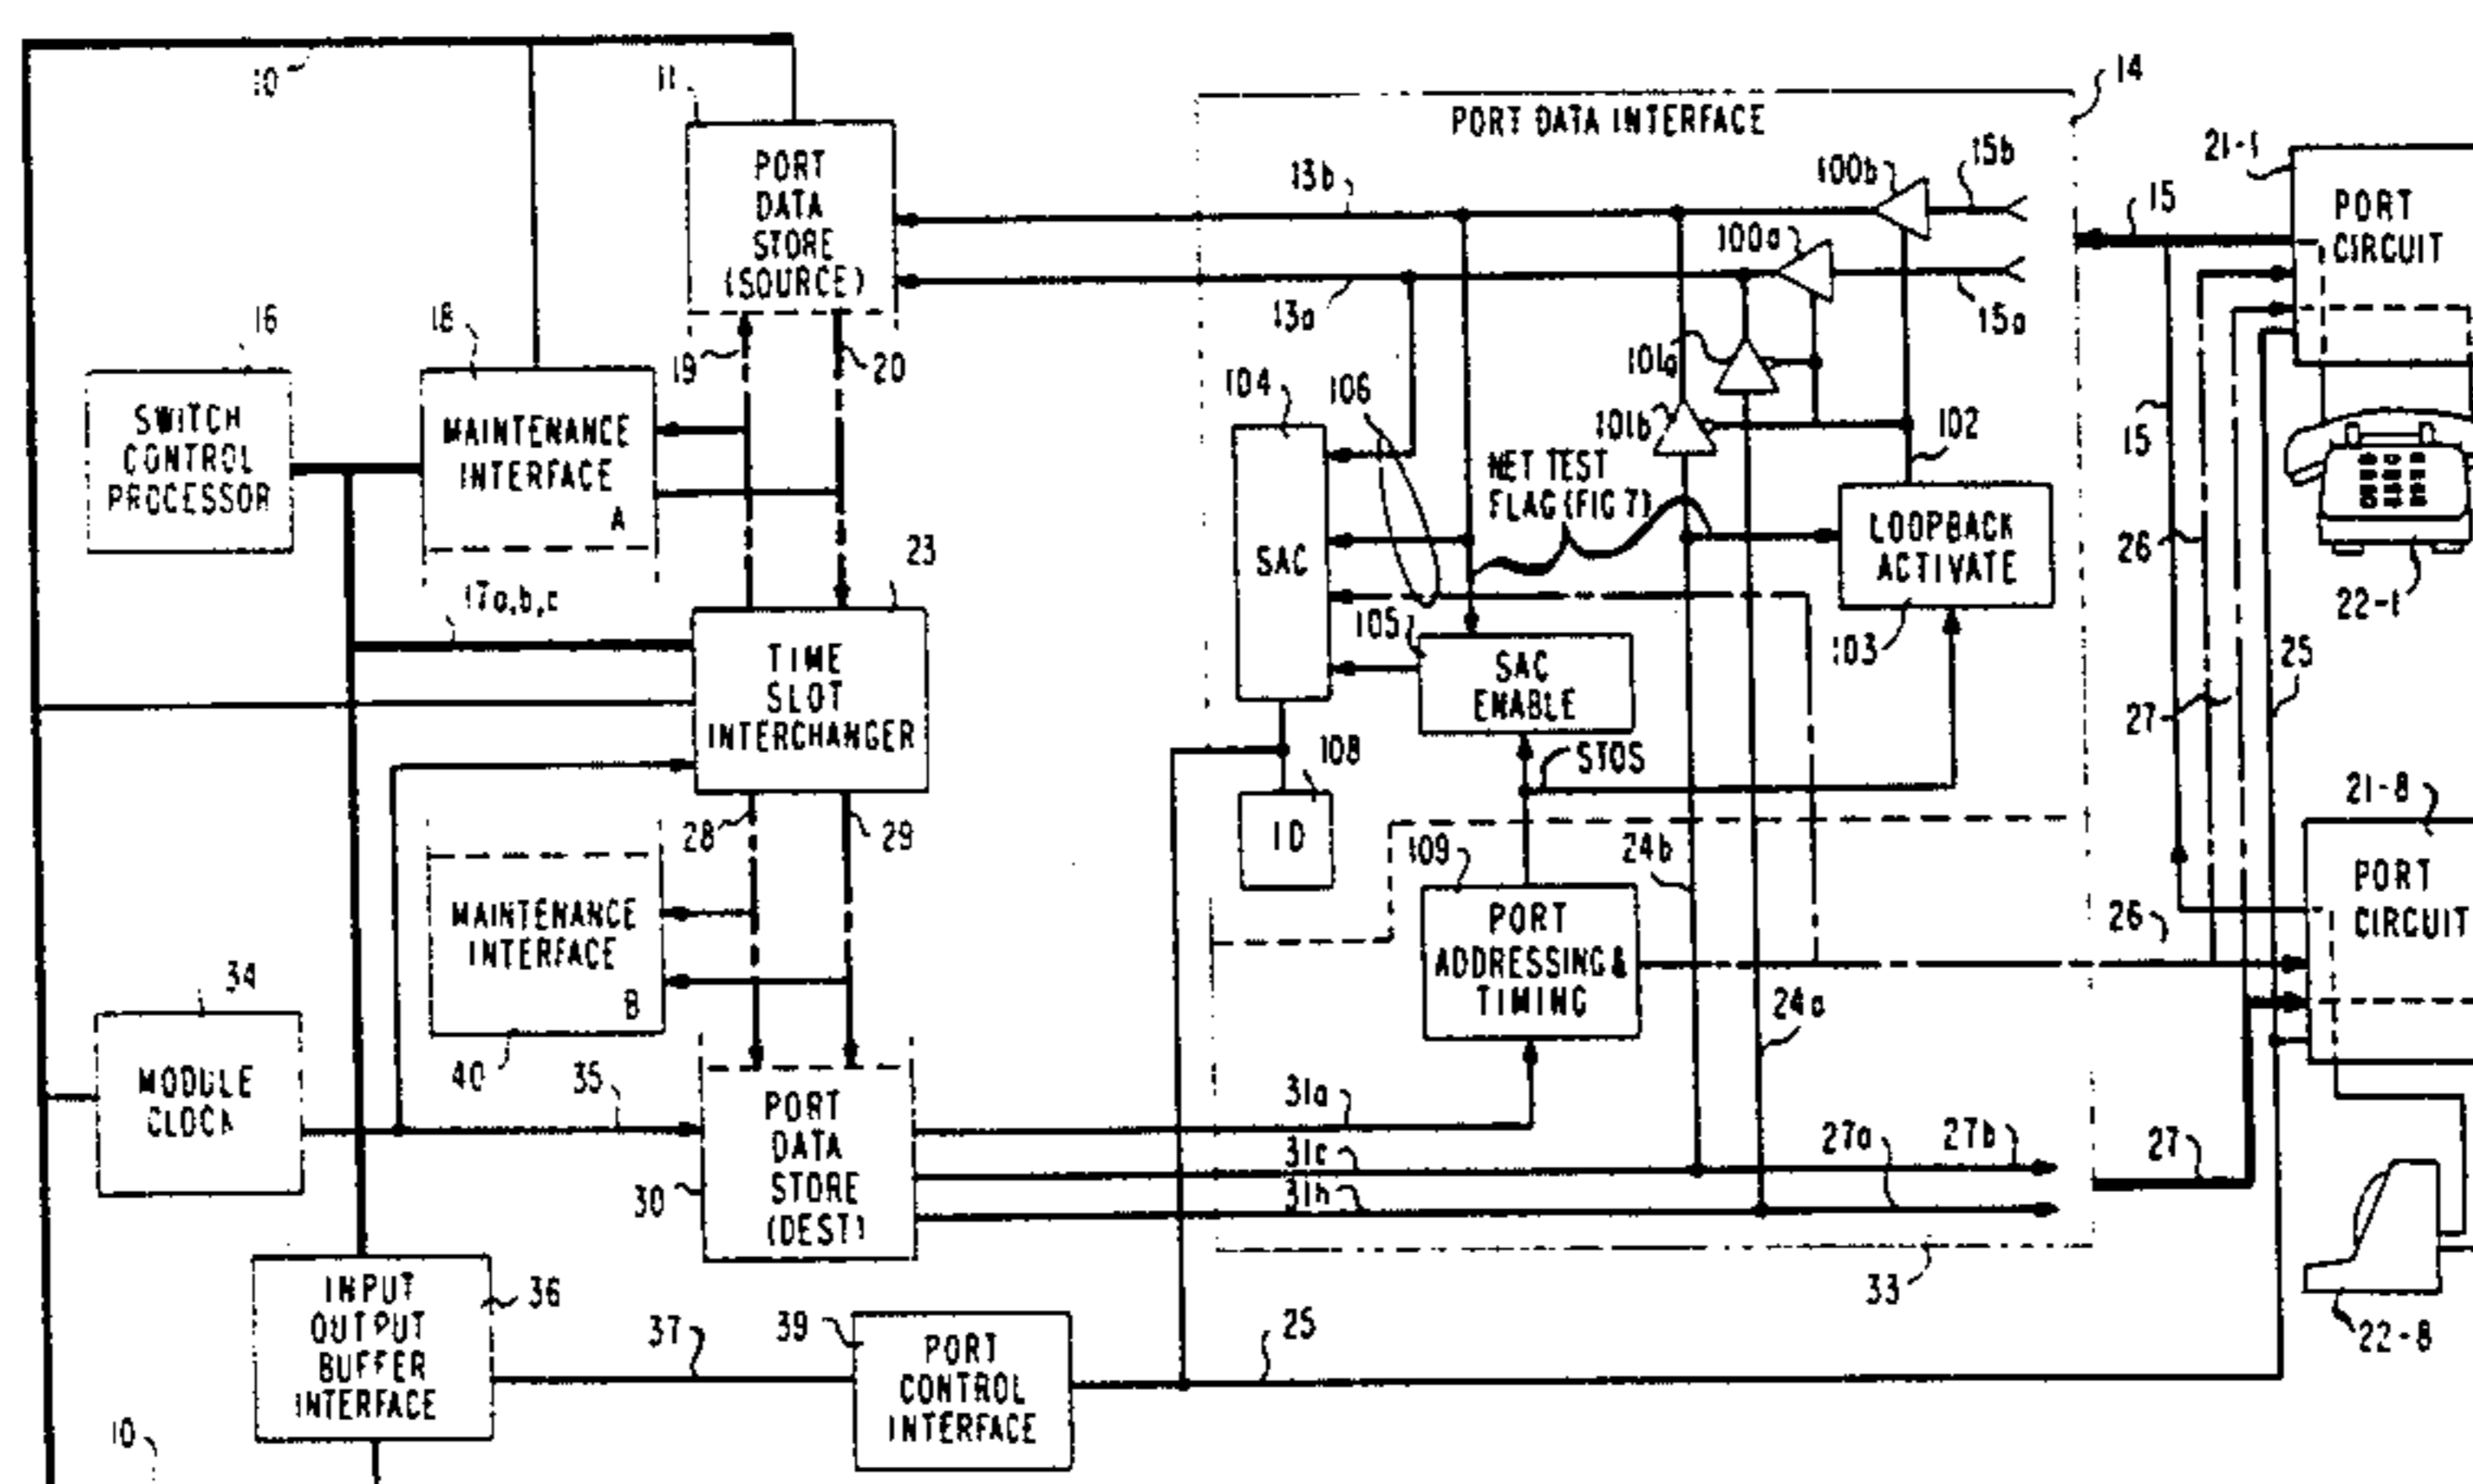 10
11
PORT
DATA
STORE
(SOURCE)
PORT DATA INTERFACE
14
13b
13a
100b
15b
100a
15a
21-1
PORT
CIRCUIT
15
16
SWITCH
CONTROL
PROCESSOR
18
MAINTENANCE
INTERFACE
A
19
20
17a,b,c
23
TIME
SLOT
INTERCHANGER
104
SAC
106
101a
101b
NET TEST
FLAG (FIG 7)
102
LOOPBACK
ACTIVATE
103
105
SAC
ENABLE
STOS
108
ID
15
26
27
25
22-1
28
29
MAINTENANCE
INTERFACE
B
40
34
MODULE
CLOCK
35
PORT
DATA
STORE
(DEST)
30
109
PORT
ADDRESSING &
TIMING
24b
24a
21-8
PORT
CIRCUIT
26
31a
31c
31b
27a
27b
27
33
22-8
INPUT
OUTPUT
BUFFER
INTERFACE
36
37
39
PORT
CONTROL
INTERFACE
25
10